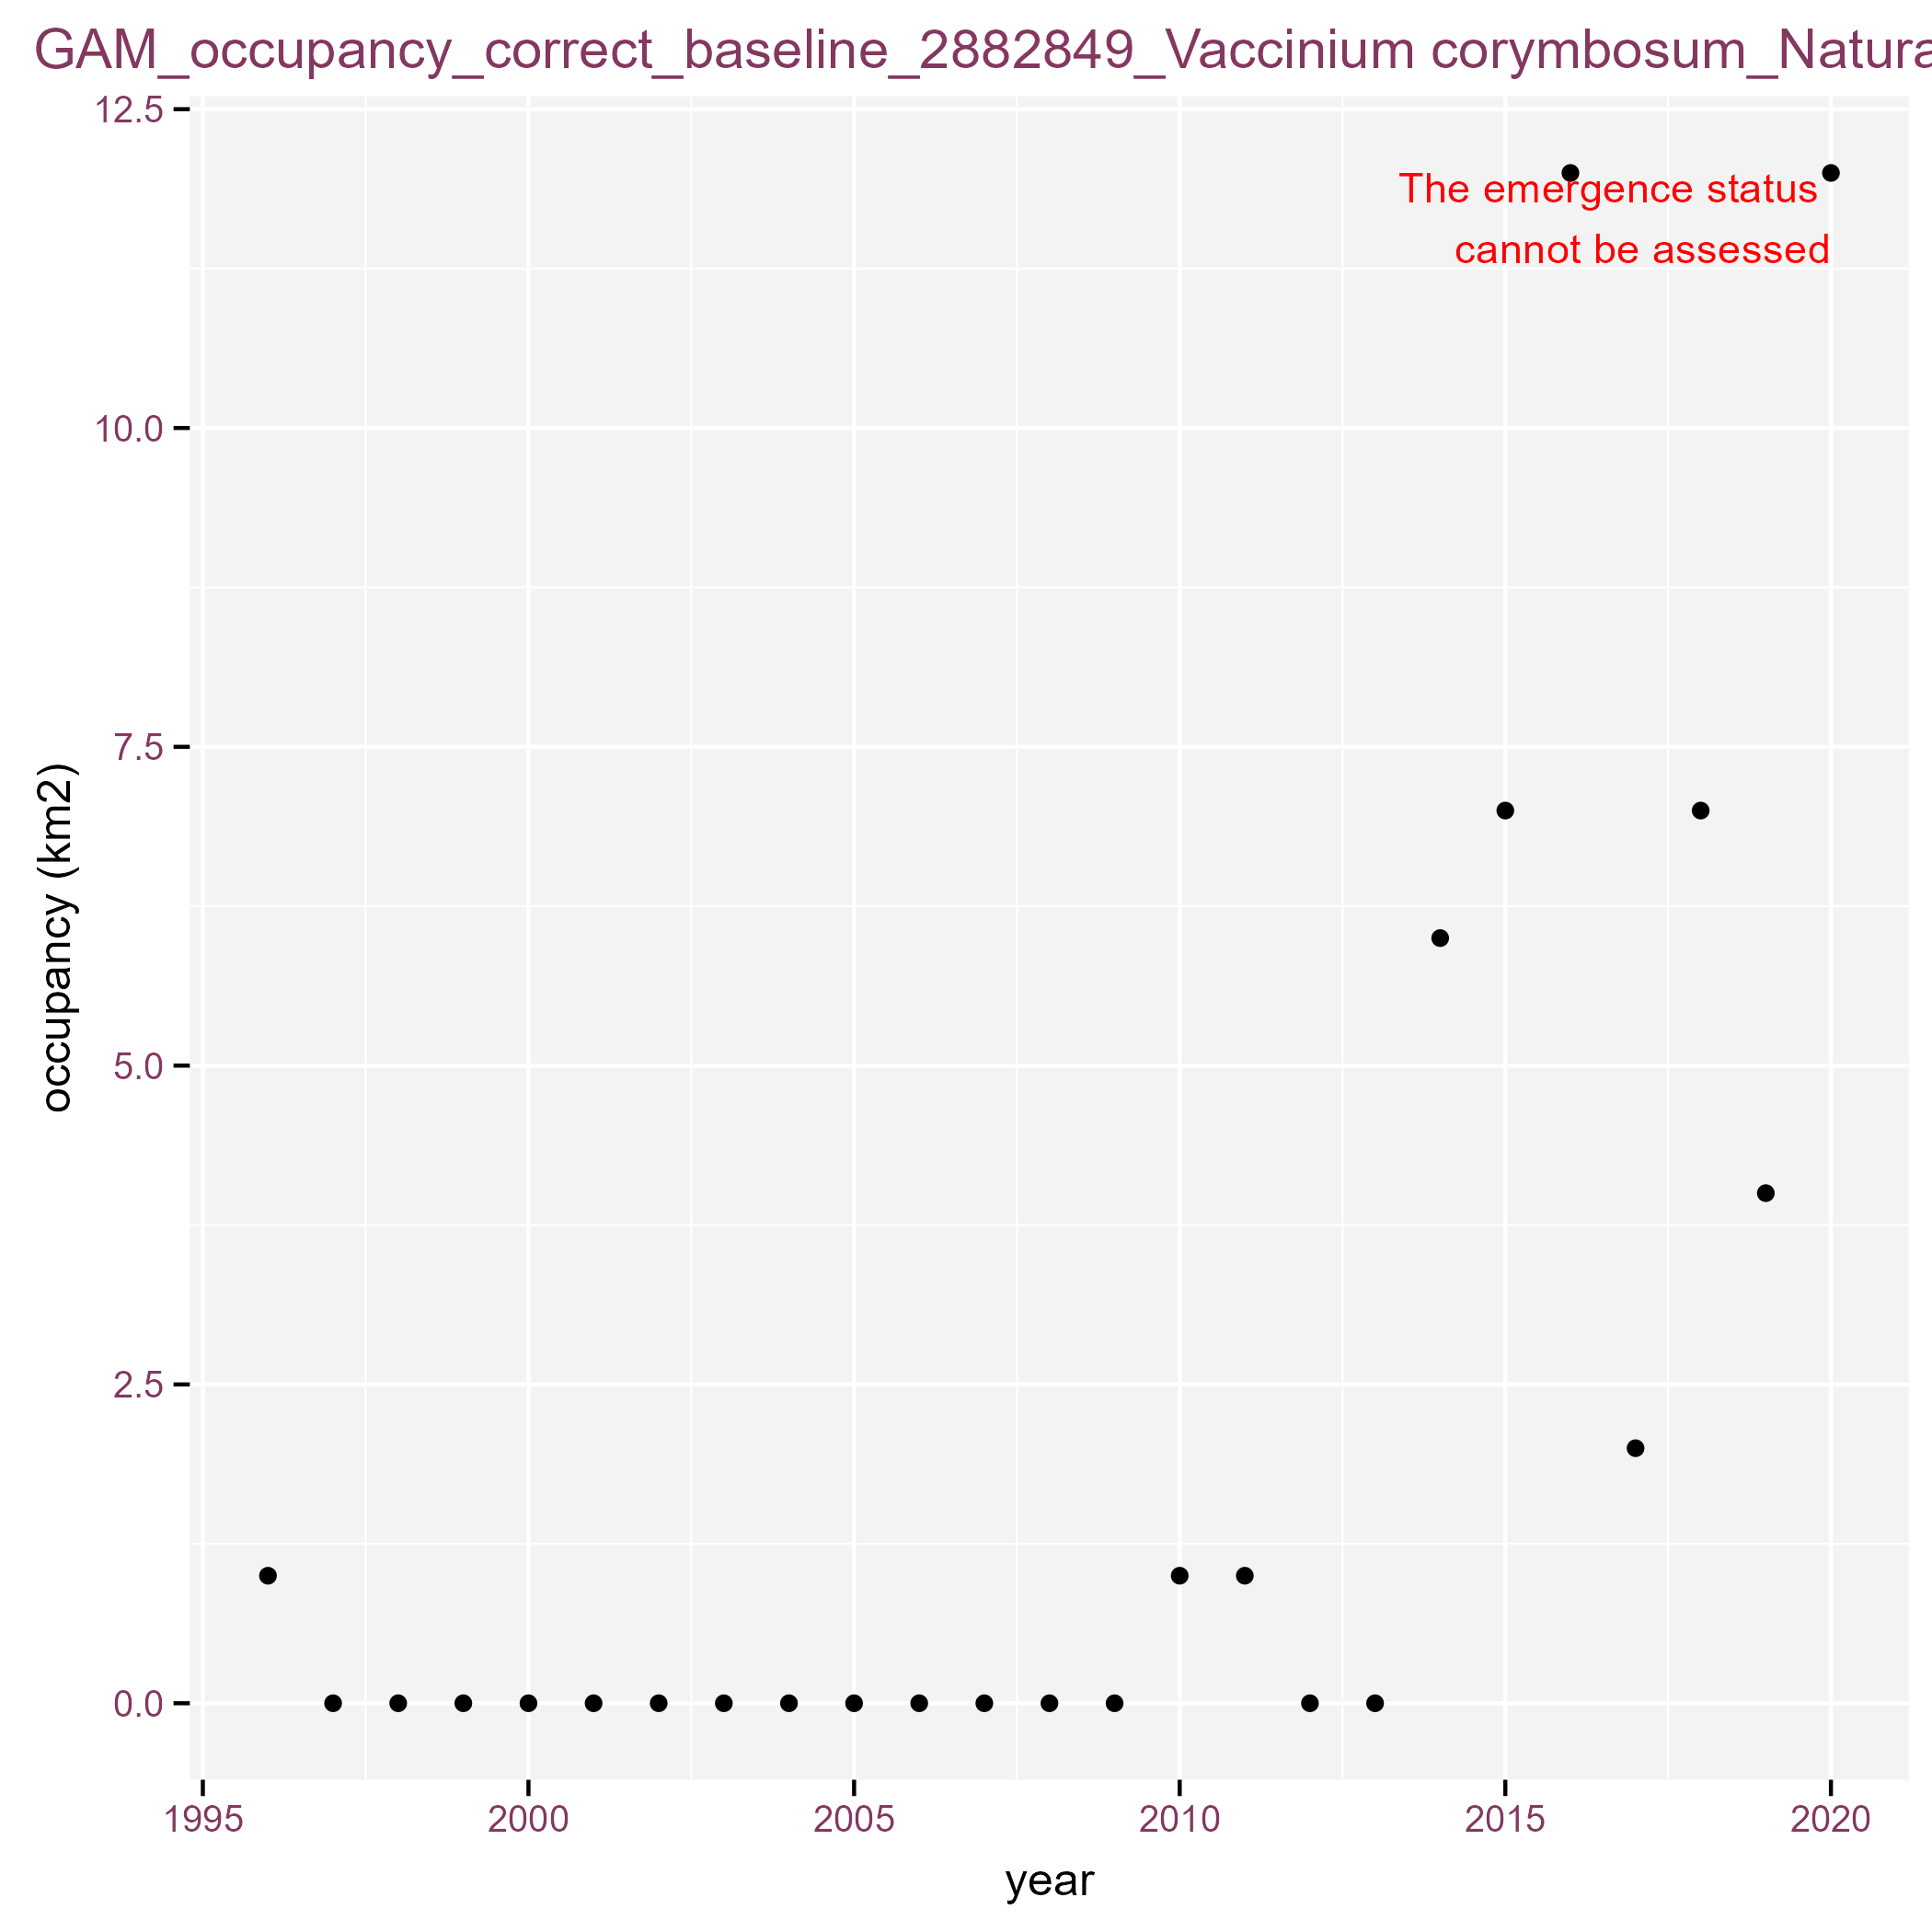 GAM_occupancy_correct_baseline_2882849_Vaccinium corymbosum_Natura
12.5
The emergence status
cannot be assessed
10.0
7.5
occupancy (km2)
5.0
2.5
0.0
1995 2000 2005 2010 2015 2020
year